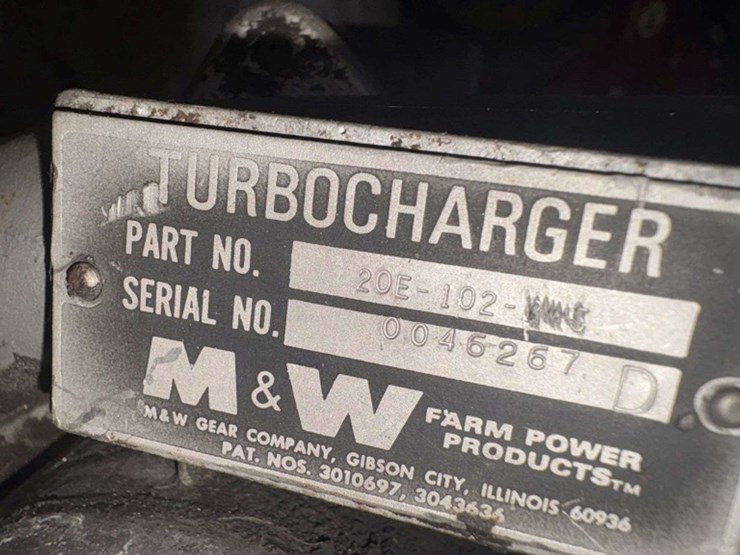 TURBOCHARGER
PART NO. 20E-102-
SERIAL NO. 0046267 D
M&W FARM POWER PRODUCTS™
M&W GEAR COMPANY, GIBSON CITY, ILLINOIS 60936
PAT. NOS. 3010697, 3043636